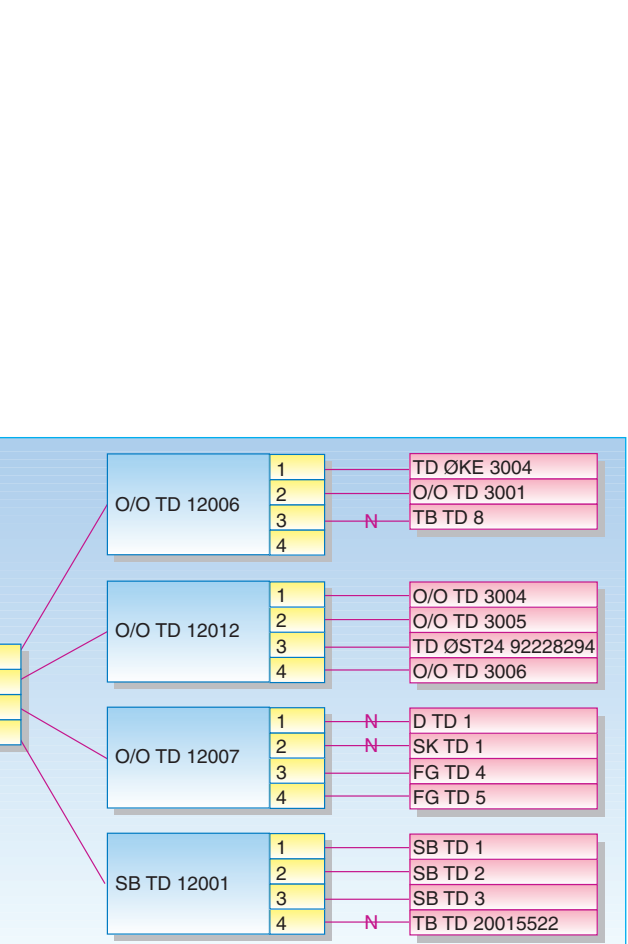 O/O TD 12006
1 TD ØKE 3004
2 O/O TD 3001
3 N TB TD 8
4
O/O TD 12012
1 O/O TD 3004
2 O/O TD 3005
3 TD ØST24 92228294
4 O/O TD 3006
O/O TD 12007
1 N D TD 1
2 N SK TD 1
3 FG TD 4
4 FG TD 5
SB TD 12001
1 SB TD 1
2 SB TD 2
3 SB TD 3
4 N TB TD 20015522